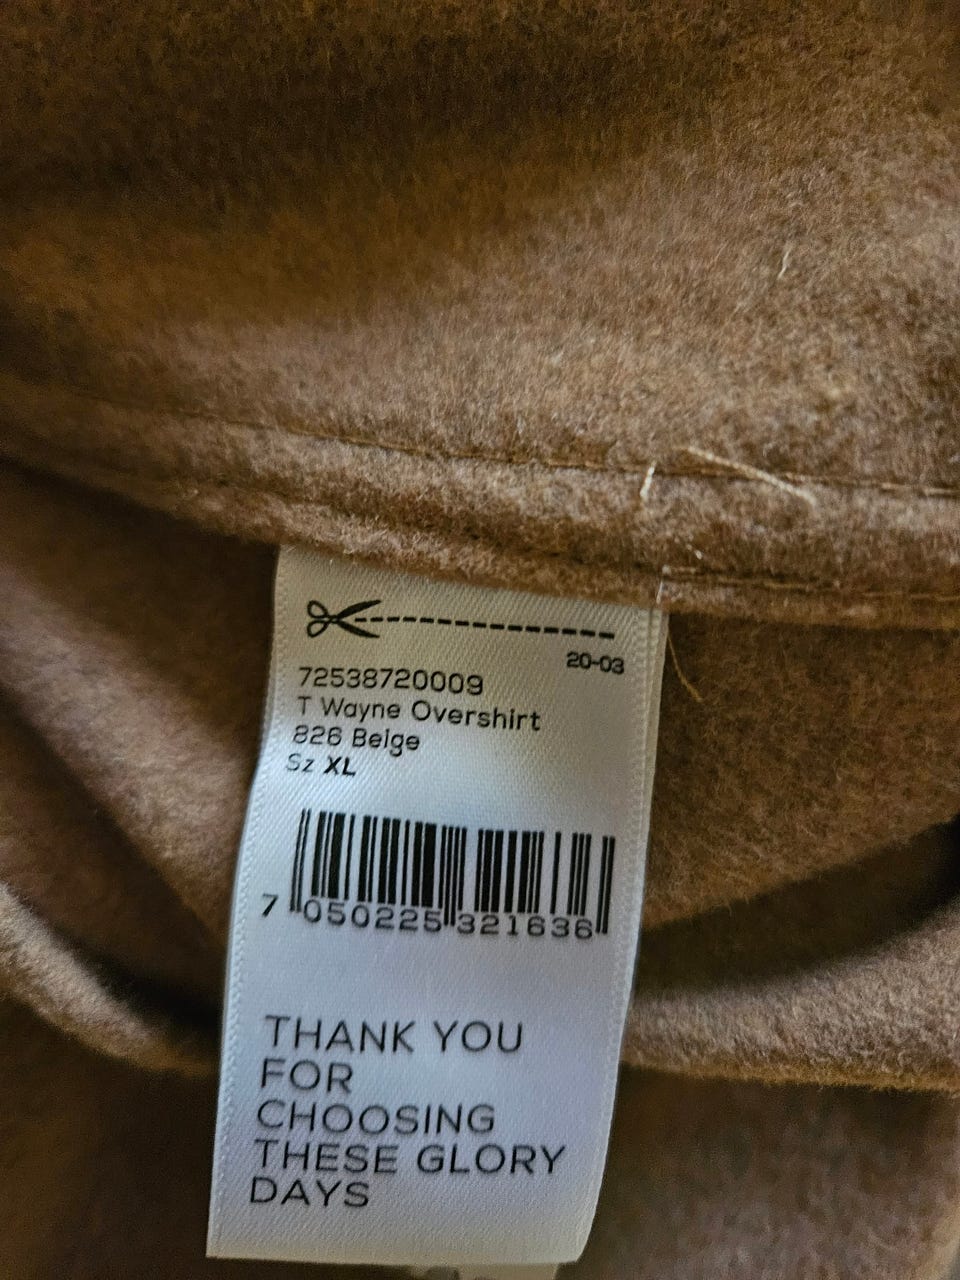 20-03
72538720009
T Wayne Overshirt
826 Beige
Sz XL
7 050225 321636
THANK YOU
FOR
CHOOSING
THESE GLORY
DAYS